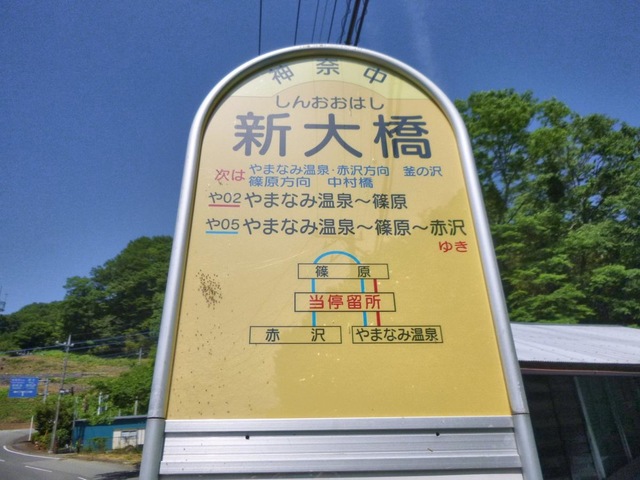 神奈中
しんおおはし
新大橋
次は やまなみ温泉・赤沢方向 釜の沢
篠原方向 中村橋
や02 やまなみ温泉～篠原
や05 やまなみ温泉～篠原～赤沢
ゆき
篠原
当停留所
赤沢 やまなみ温泉